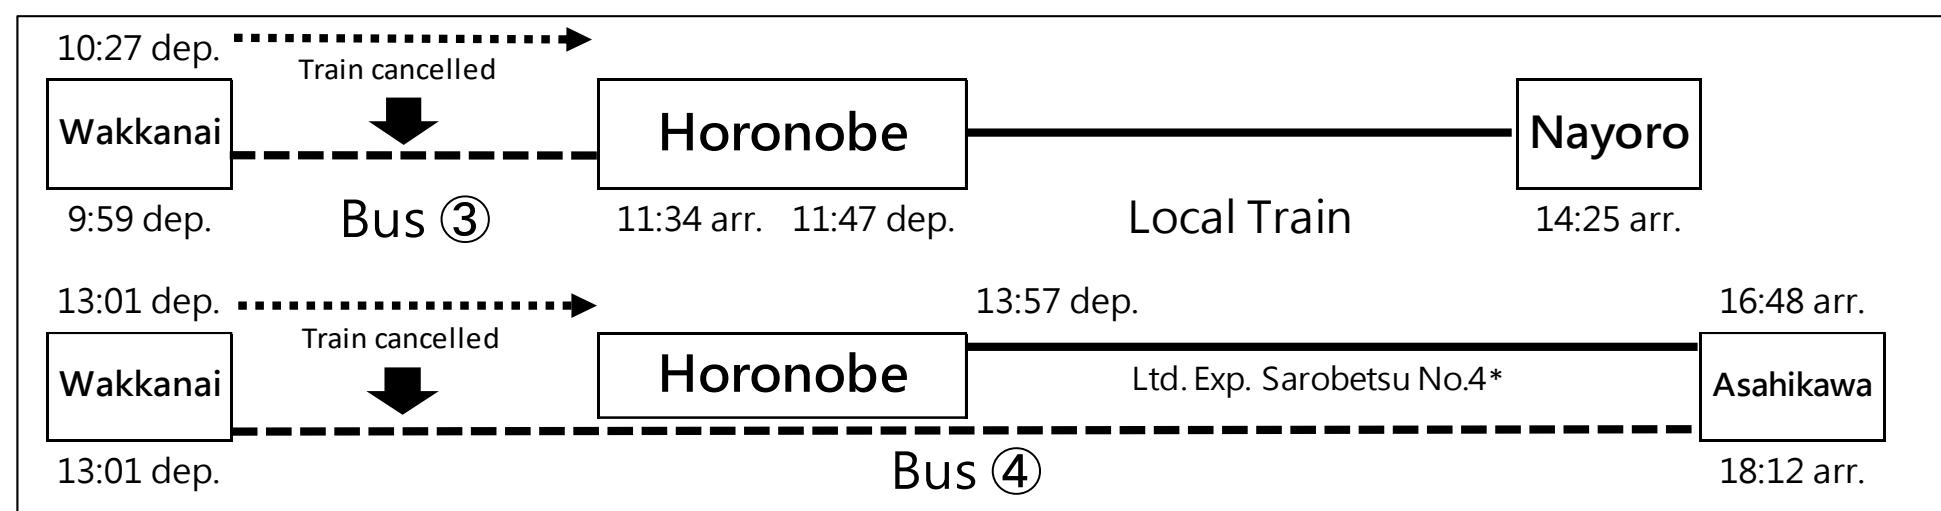 10:27 dep.
Train cancelled
Wakkanai
Horonobe
Nayoro
9:59 dep.
Bus ③
11:34 arr.
11:47 dep.
Local Train
14:25 arr.
13:01 dep.
13:57 dep.
16:48 arr.
Train cancelled
Wakkanai
Horonobe
Ltd. Exp. Sarobetsu No.4*
Asahikawa
13:01 dep.
Bus ④
18:12 arr.